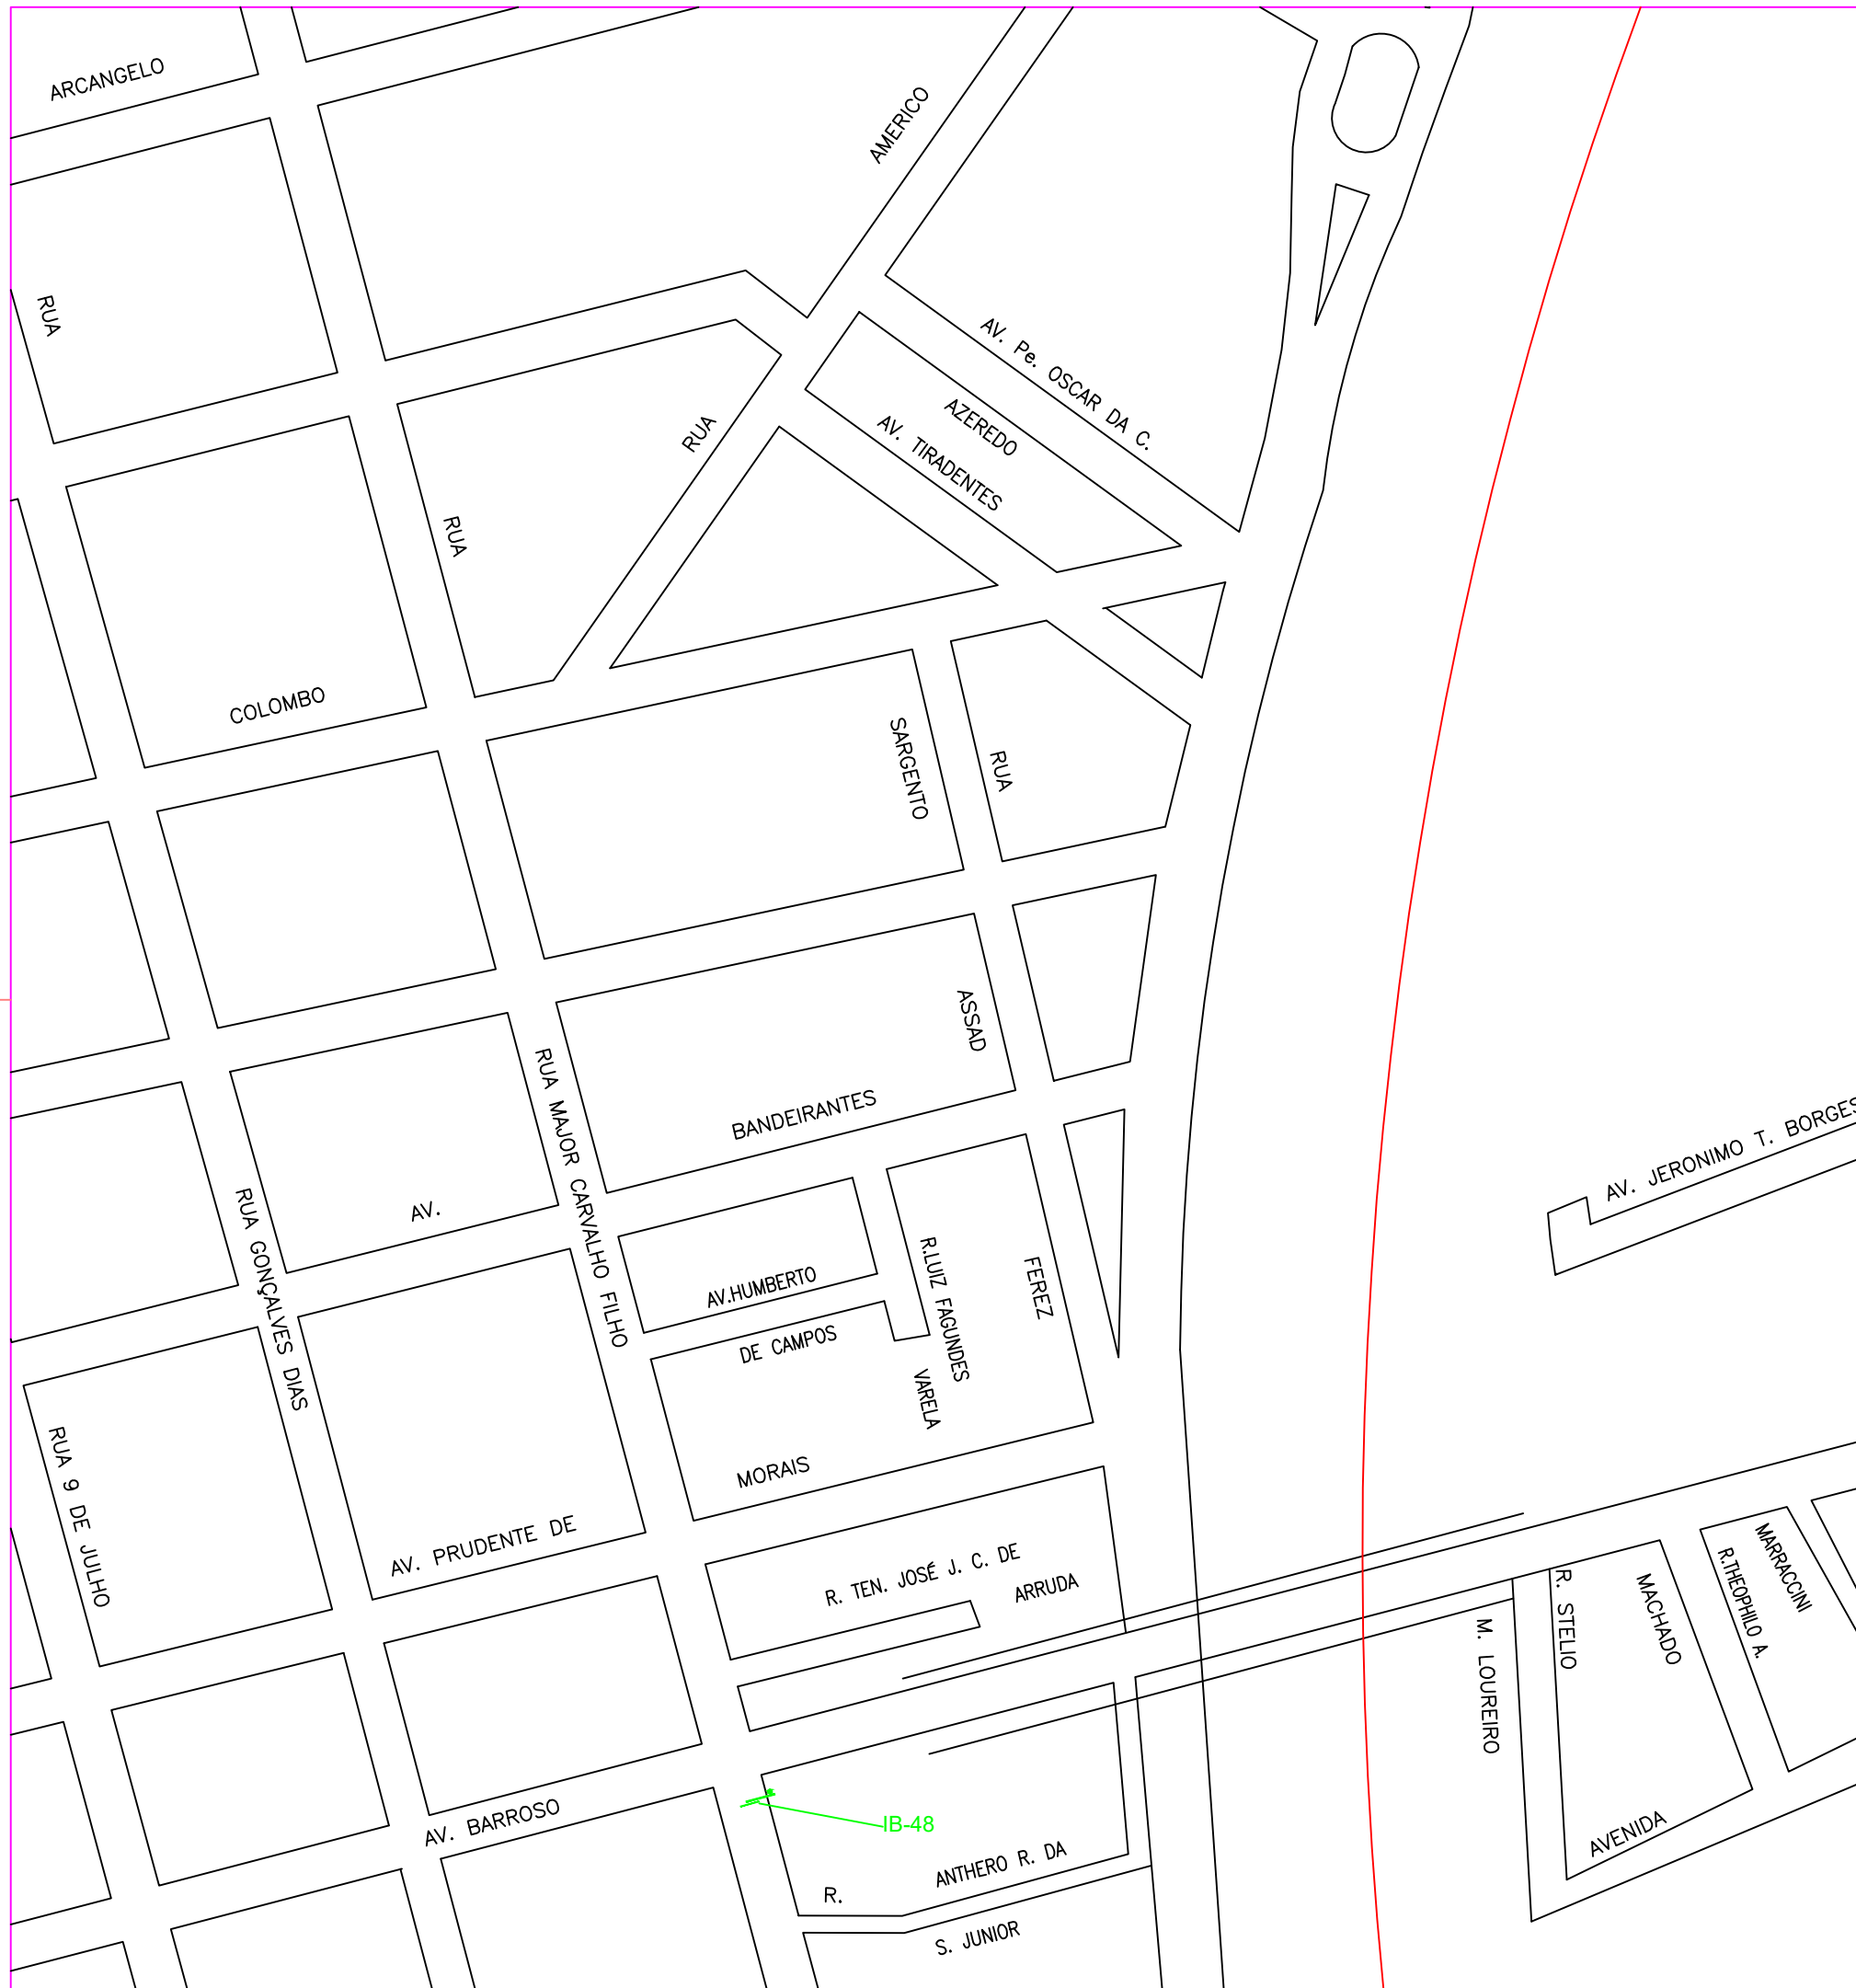 ARCANGELO
AMERICO
RUA
AV. Pe. OSCAR DA C.
AZEREDO
AV. TIRADENTES
RUA
RUA
COLOMBO
SARGENTO
RUA
ASSAD
BANDEIRANTES
AV.
RUA MAJOR CARVALHO FILHO
RUA GONÇALVES DIAS
AV. JERONIMO T. BORGES
AV.HUMBERTO
DE CAMPOS
R.LUIZ FAGUNDES
VARELA
FEREZ
MORAIS
RUA 9 DE JULHO
AV. PRUDENTE DE
R. TEN. JOSÉ J. C. DE
ARRUDA
M. LOUREIRO
R. STELIO
MACHADO
R.THEOPHILO A.
MARRACCINI
AV. BARROSO
IB-48
AVENIDA
R.
ANTHERO R. DA
S. JUNIOR